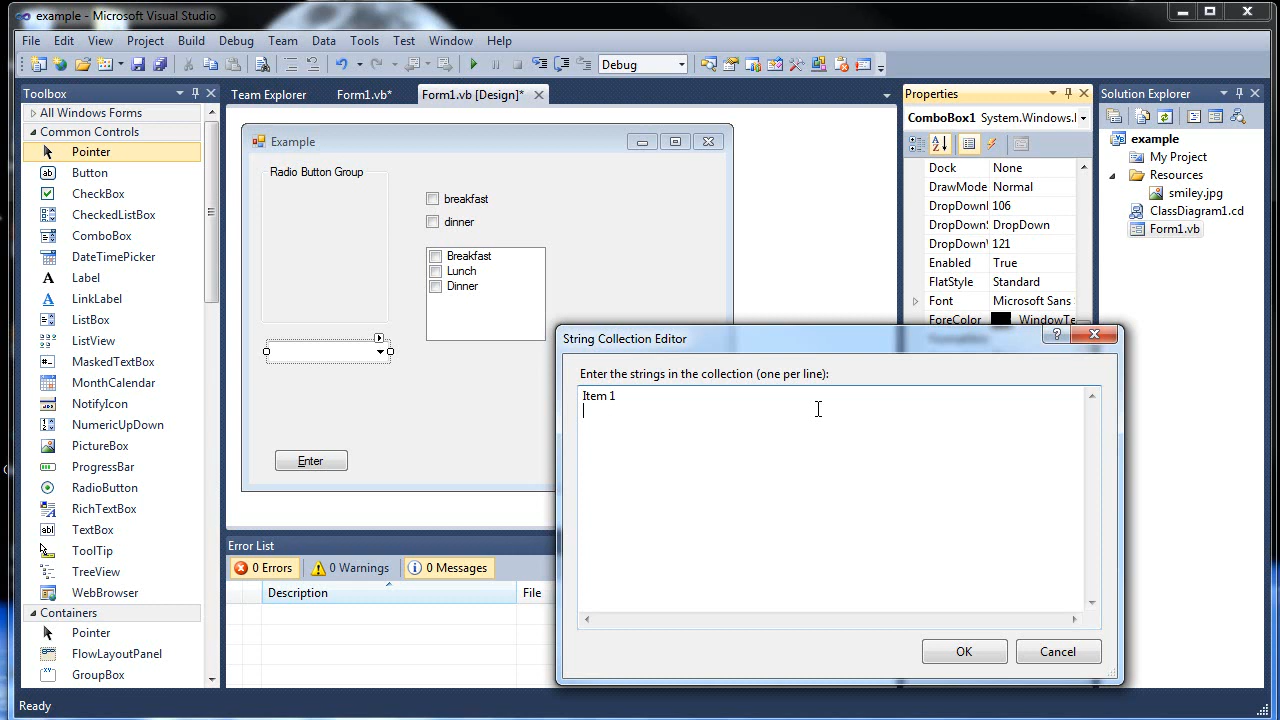 example - Microsoft Visual Studio
File Edit View Project Build Debug Team Data Tools Test Window Help
Debug
Toolbox
All Windows Forms
Common Controls
Pointer
Button
CheckBox
CheckedListBox
ComboBox
DateTimePicker
Label
LinkLabel
ListBox
ListView
MaskedTextBox
MonthCalendar
NotifyIcon
NumericUpDown
PictureBox
ProgressBar
RadioButton
RichTextBox
TextBox
ToolTip
TreeView
WebBrowser
Containers
Pointer
FlowLayoutPanel
GroupBox
Team Explorer Form1.vb* Form1.vb [Design]*
Example
Radio Button Group
breakfast
dinner
Breakfast
Lunch
Dinner
Enter
Error List
0 Errors 0 Warnings 0 Messages
Description File
Properties
ComboBox1 System.Windows.
Dock None
DrawMode Normal
DropDown 106
DropDown DropDown
DropDown 121
Enabled True
FlatStyle Standard
Font Microsoft Sans
ForeColor WindowTe
Solution Explorer
example
My Project
Resources
smiley.jpg
ClassDiagram1.cd
Form1.vb
String Collection Editor
Enter the strings in the collection (one per line):
Item 1
OK Cancel
Ready